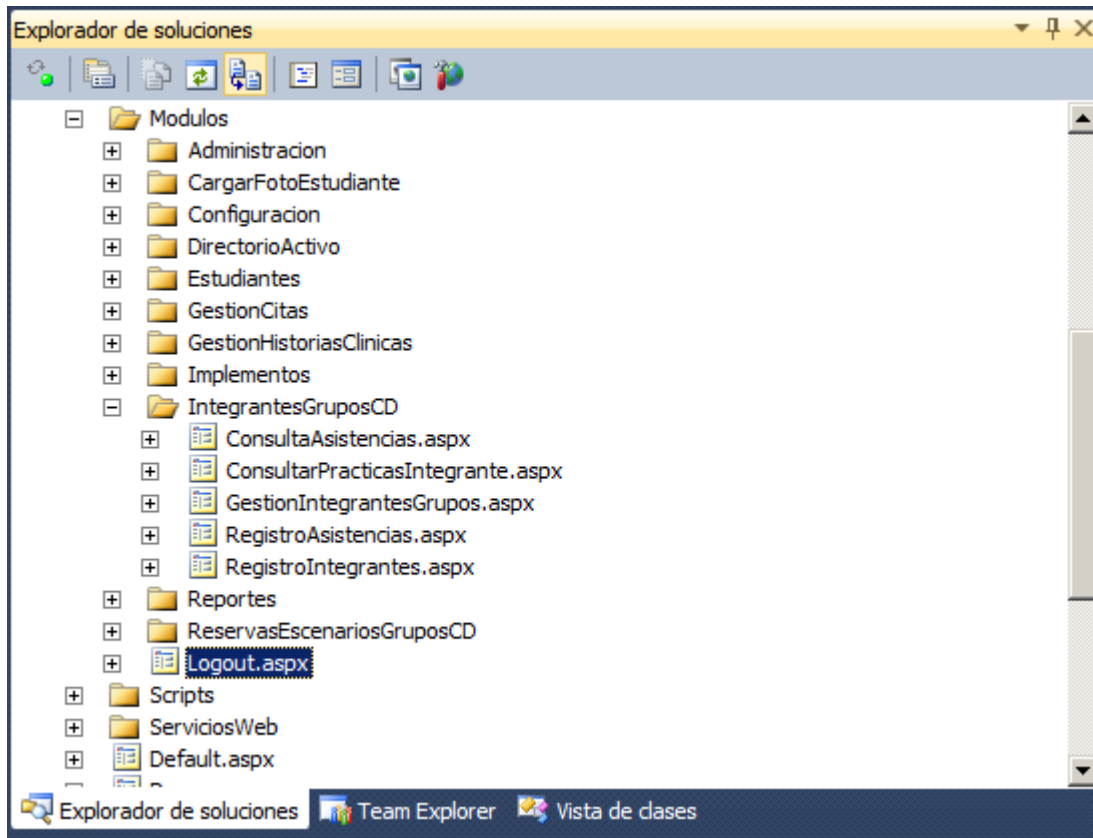 Explorador de soluciones
Modulos
Administracion
CargarFotoEstudiante
Configuracion
DirectorioActivo
Estudiantes
GestionCitas
GestionHistoriasClinicas
Implementos
IntegrantesGruposCD
ConsultaAsistencias.aspx
ConsultarPracticasIntegrante.aspx
GestionIntegrantesGrupos.aspx
RegistroAsistencias.aspx
RegistroIntegrantes.aspx
Reportes
ReservasEscenariosGruposCD
Logout.aspx
Scripts
ServiciosWeb
Default.aspx
Explorador de soluciones Team Explorer Vista de clases